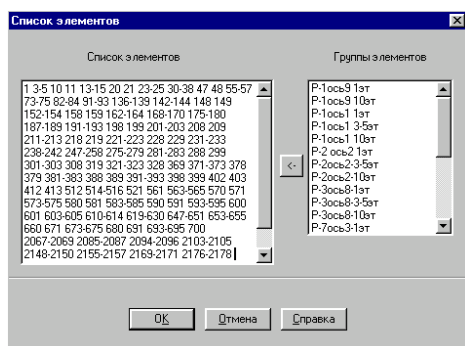 Список элементов
Список элементов
Группы элементов
1 3-5 10 11 13-15 20 21 23-25 30-38 47 48 55-57
73-75 82-84 91-93 136-139 142-144 148 149
152-154 158 159 162-164 168-170 175-180
187-189 191-193 198 199 201-203 208 209
211-213 218 219 221-223 228 229 231-233
238-242 247-258 275-279 281-283 288 299
301-303 308 319 321-323 328 369 371-373 378
379 381-383 388 389 391-393 398 399 402 403
412 413 512 514-516 521 561 563-565 570 571
573-575 580 581 583-585 590 591 593-595 600
601 603-605 610-614 619-630 647-651 653-655
660 671 673-675 680 691 693-695 700
2067-2069 2085-2087 2094-2096 2103-2105
2148-2150 2155-2157 2169-2171 2176-2178
<-
Р-1ось9 1эт
Р-1ось9 10эт
Р-1ось1 1эт
Р-1ось1 3-5эт
Р-1ось1 10эт
Р-2 ось2 1эт
Р-2ось2-3-5эт
Р-2ось2-10эт
Р-3ось8-1эт
Р-3ось8-3-5эт
Р-3ось8-10эт
Р-7ось3-1эт
OK
Отмена
Справка